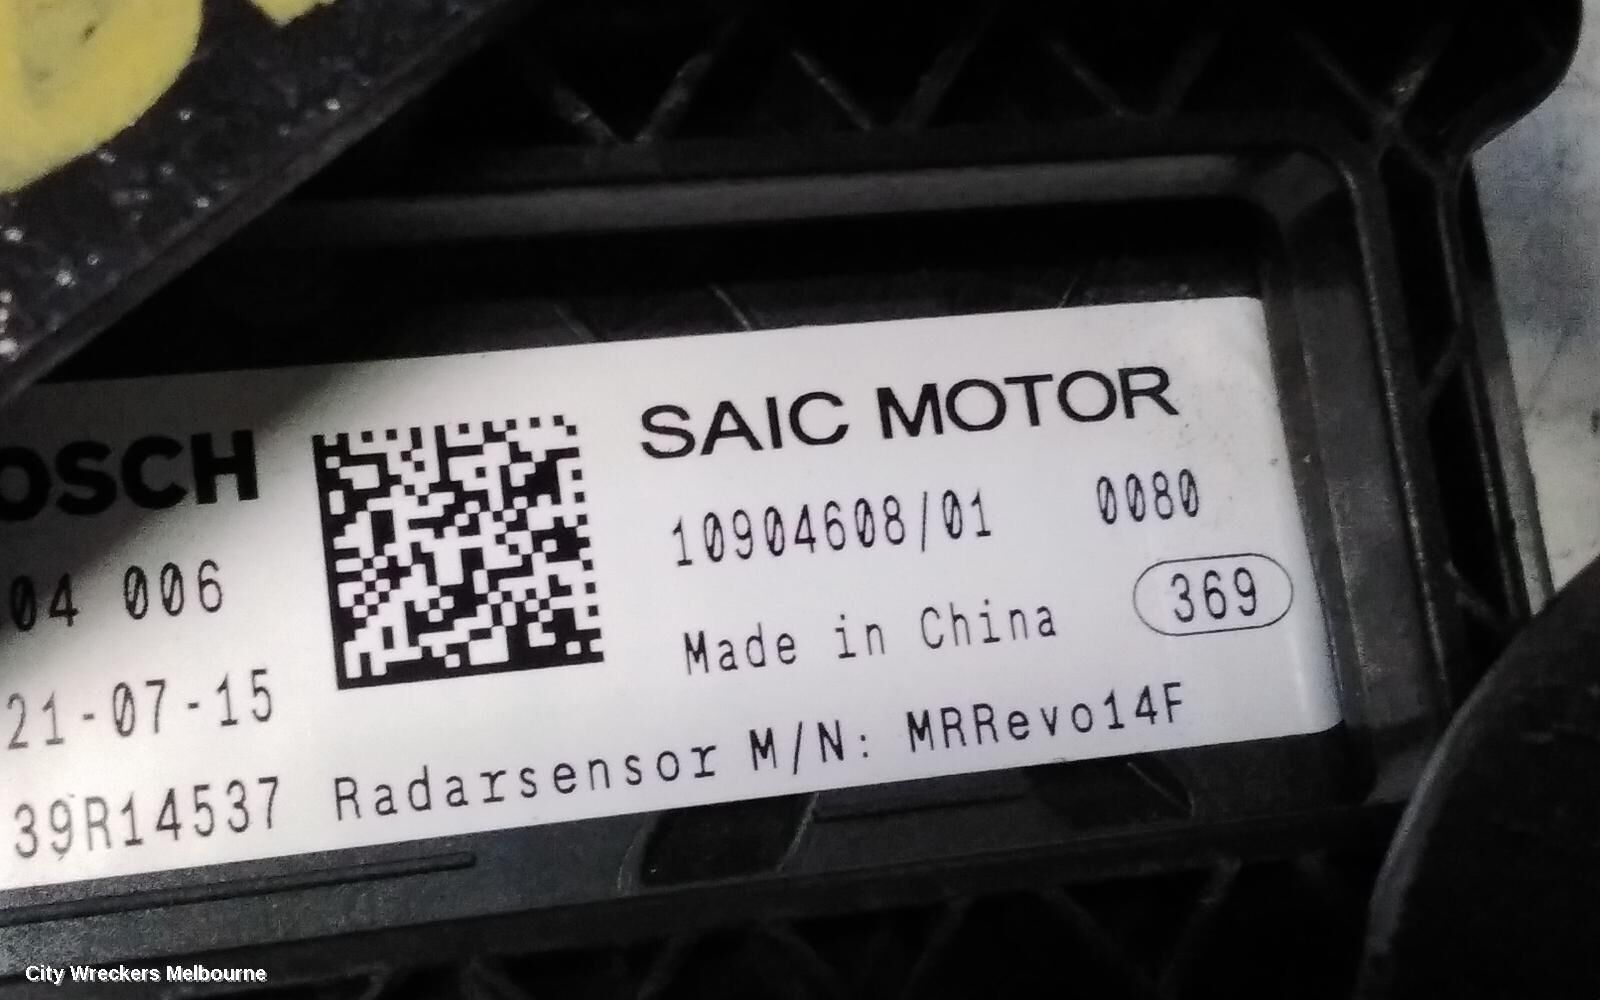 OSCH SAIC MOTOR
10904608/01 0080
04 006
Made in China 369
21-07-15
39R14537 Radarsensor M/N: MRRevo14F
City Wreckers Melbourne